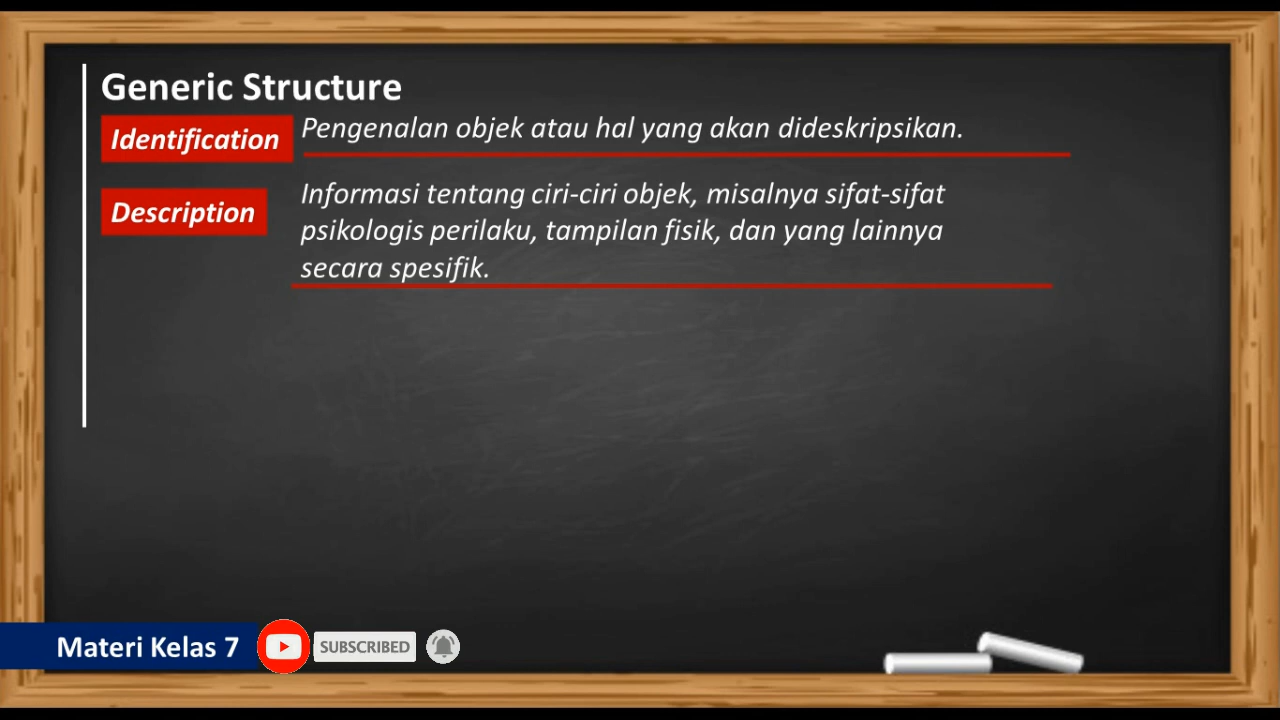 Generic Structure
Identification
Pengenalan objek atau hal yang akan dideskripsikan.
Description
Informasi tentang ciri-ciri objek, misalnya sifat-sifat
psikologis perilaku, tampilan fisik, dan yang lainnya
secara spesifik.
Materi Kelas 7
SUBSCRIBED